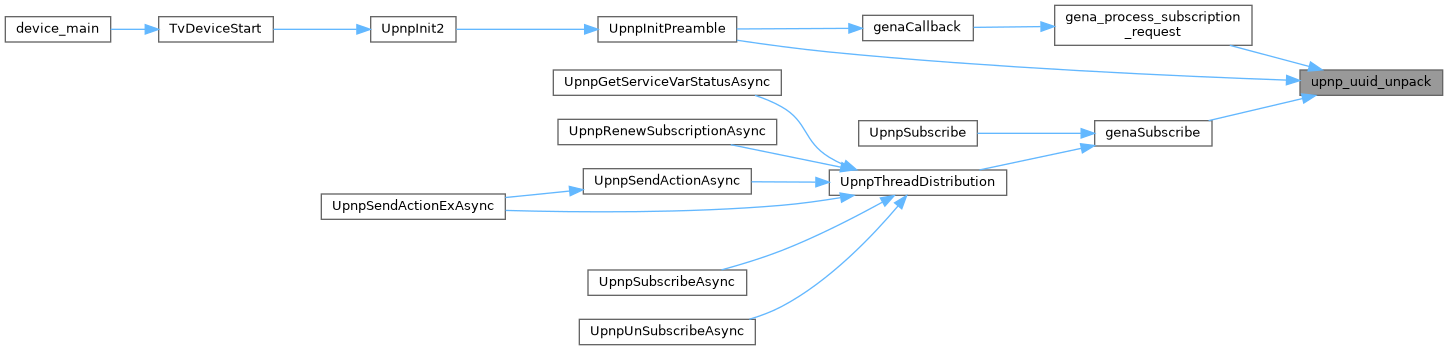 device_main
TvDeviceStart
UpnpInit2
UpnpInitPreamble
genaCallback
gena_process_subscription
_request
upnp_uuid_unpack
UpnpGetServiceVarStatusAsync
UpnpRenewSubscriptionAsync
UpnpSubscribe
genaSubscribe
UpnpSendActionAsync
UpnpThreadDistribution
UpnpSendActionExAsync
UpnpSubscribeAsync
UpnpUnSubscribeAsync